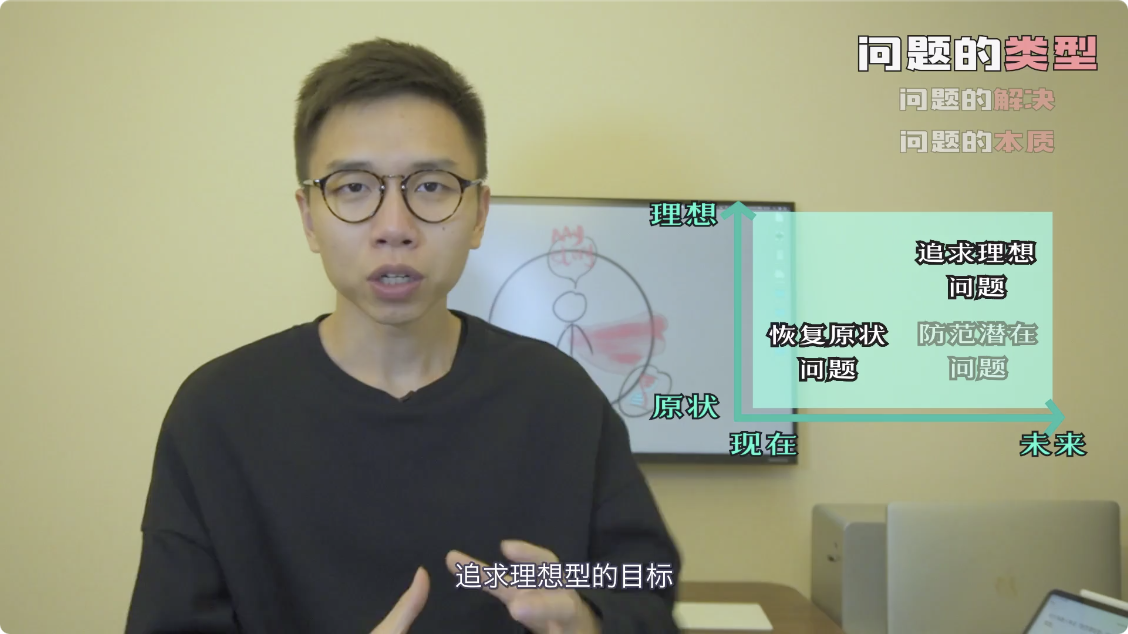 问题的类型
问题的解决
问题的本质
理想
追求理想
问题
恢复原状
问题
防范潜在
问题
原状
现在
未来
追求理想型的目标